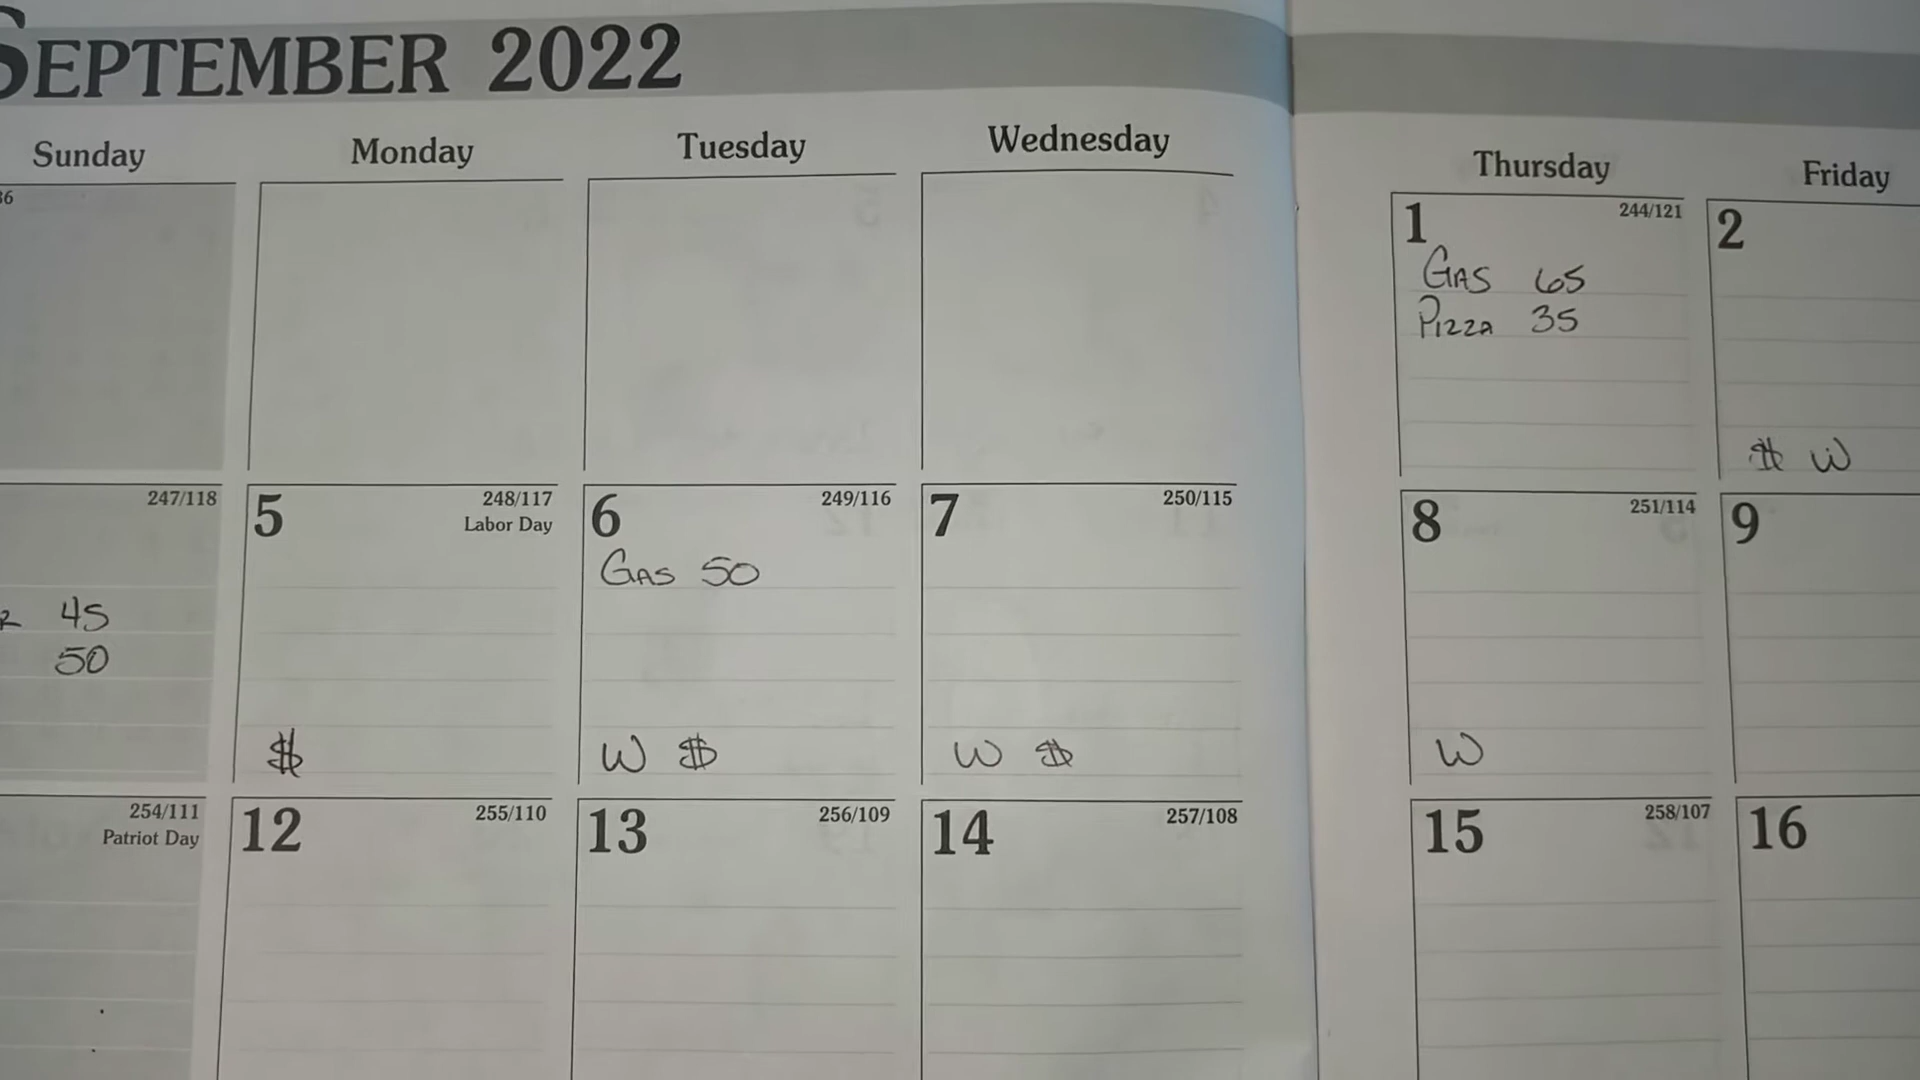 SEPTEMBER 2022
Sunday Monday Tuesday Wednesday Thursday Friday
36
1 244/121
GAS 65
PIZZA 35
2
$ W
247/118
R 45
50
5 248/117
Labor Day
$
6 249/116
GAS 50
W $
7 250/115
W $
8 251/114
W
9
254/111
Patriot Day
12 255/110
13 256/109
14 257/108
15 258/107
16